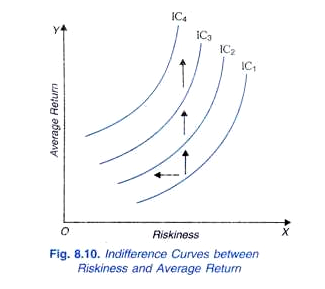 Y
IC4
IC3
IC2
IC1
Average Return
O
Riskiness
X
Fig. 8.10. Indifference Curves between
Riskiness and Average Return